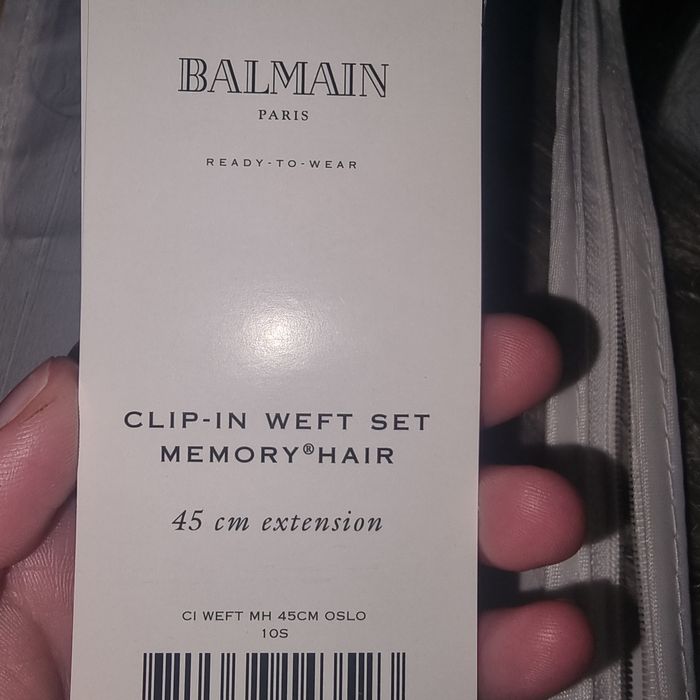 BALMAIN
PARIS
READY-TO-WEAR
CLIP-IN WEFT SET
MEMORY®HAIR
45 cm extension
CI WEFT MH 45CM OSLO
10S